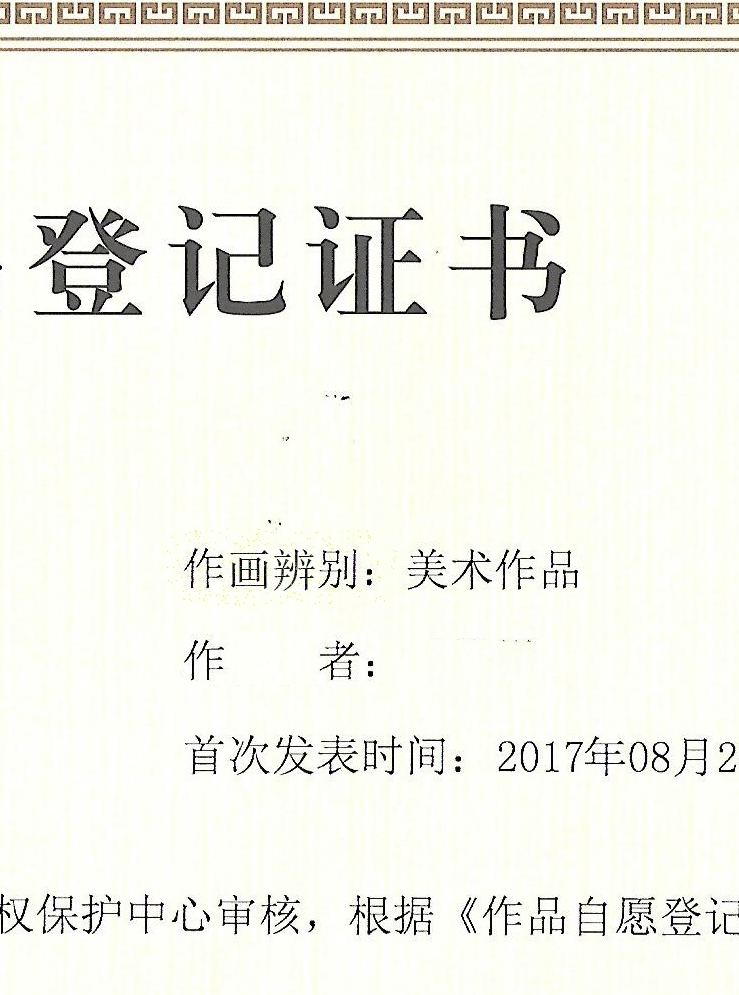 登记证书
作画辨别：美术作品
作 者：
首次发表时间：2017年08月2
权保护中心审核，根据《作品自愿登记